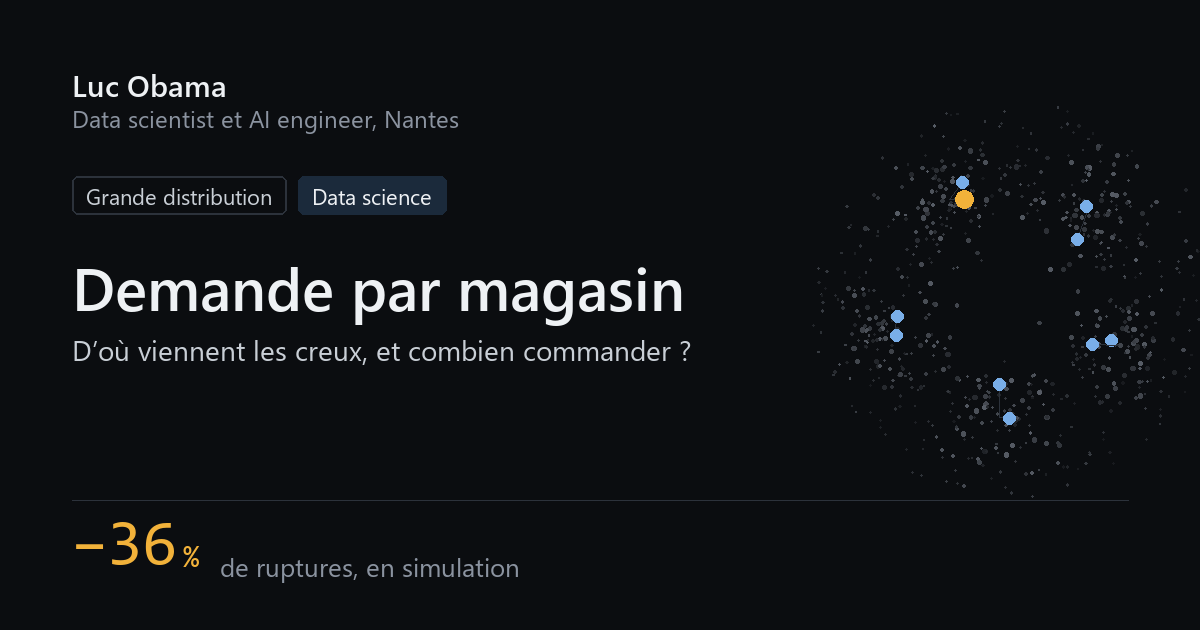 Luc Obama
Data scientist et AI engineer, Nantes
Grande distribution
Data science
Demande par magasin
D’où viennent les creux, et combien commander ?
−36 % de ruptures, en simulation